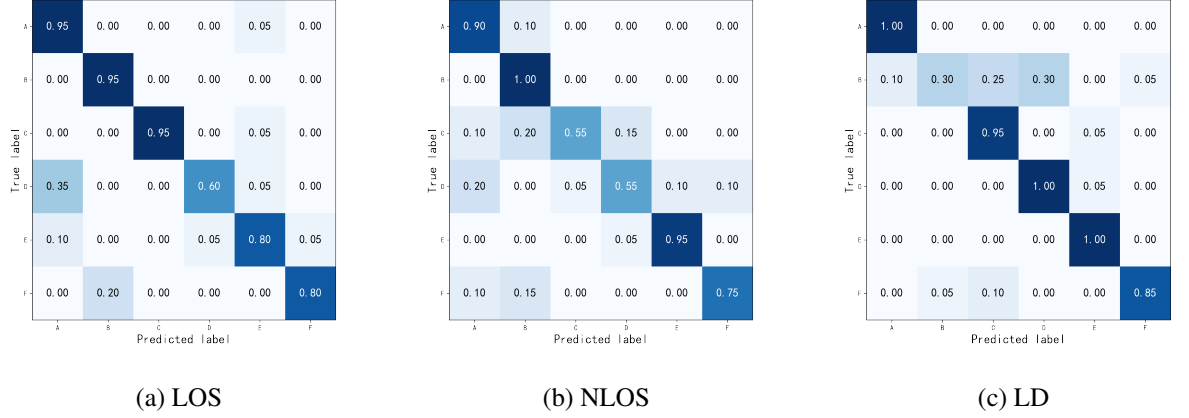 A 0.95 0.00 0.00 0.00 0.05 0.00
B 0.00 0.95 0.00 0.00 0.00 0.00
C 0.00 0.00 0.95 0.00 0.05 0.00
D 0.35 0.00 0.00 0.60 0.05 0.00
E 0.10 0.00 0.00 0.05 0.80 0.05
F 0.00 0.20 0.00 0.00 0.00 0.80
True label
A B C D E F
Predicted label
(a) LOS
A 0.90 0.10 0.00 0.00 0.00 0.00
B 0.00 1.00 0.00 0.00 0.00 0.00
C 0.10 0.20 0.55 0.15 0.00 0.00
D 0.20 0.00 0.05 0.55 0.10 0.10
E 0.00 0.00 0.00 0.05 0.95 0.00
F 0.10 0.15 0.00 0.00 0.00 0.75
True label
A B C D E F
Predicted label
(b) NLOS
A 1.00 0.00 0.00 0.00 0.00 0.00
B 0.10 0.30 0.25 0.30 0.00 0.05
C 0.00 0.00 0.95 0.00 0.05 0.00
D 0.00 0.00 0.00 1.00 0.05 0.00
E 0.00 0.00 0.00 0.00 1.00 0.00
F 0.00 0.05 0.10 0.00 0.00 0.85
True label
A B C D E F
Predicted label
(c) LD